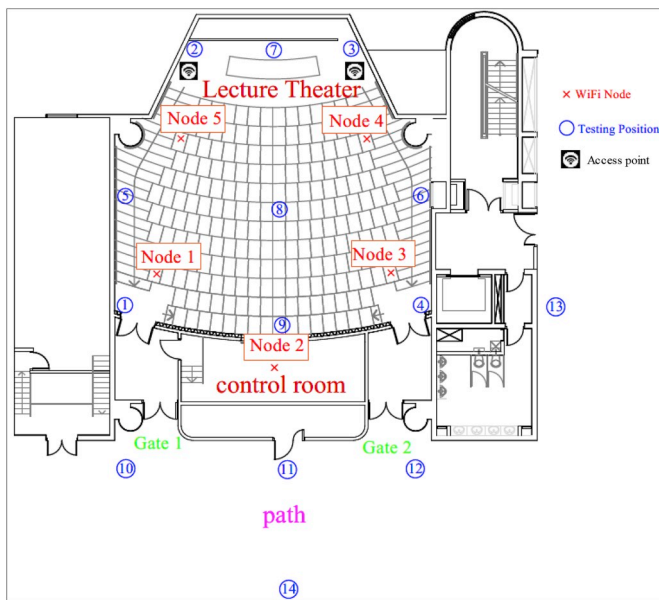 2
7
3
Lecture Theater
Node 5
Node 4
5
8
6
Node 1
Node 3
1
9
4
Node 2
control room
Gate 1
Gate 2
10
11
12
13
path
14
WiFi Node
Testing Position
Access point